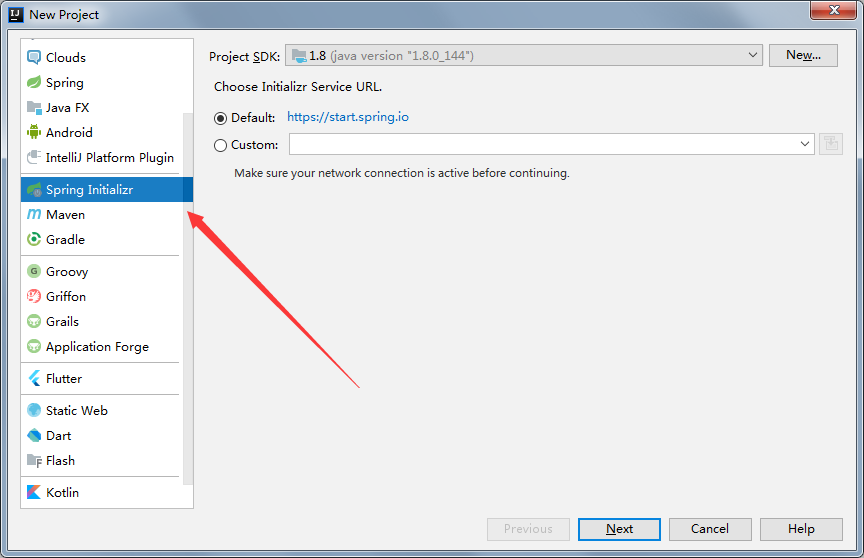 New Project
Clouds
Spring
Java FX
Android
IntelliJ Platform Plugin
Spring Initializr
Maven
Gradle
Groovy
Griffon
Grails
Application Forge
Flutter
Static Web
Dart
Flash
Kotlin
Project SDK: 1.8 (java version "1.8.0_144") New...
Choose Initializr Service URL.
Default: https://start.spring.io
Custom:
Make sure your network connection is active before continuing.
Previous Next Cancel Help